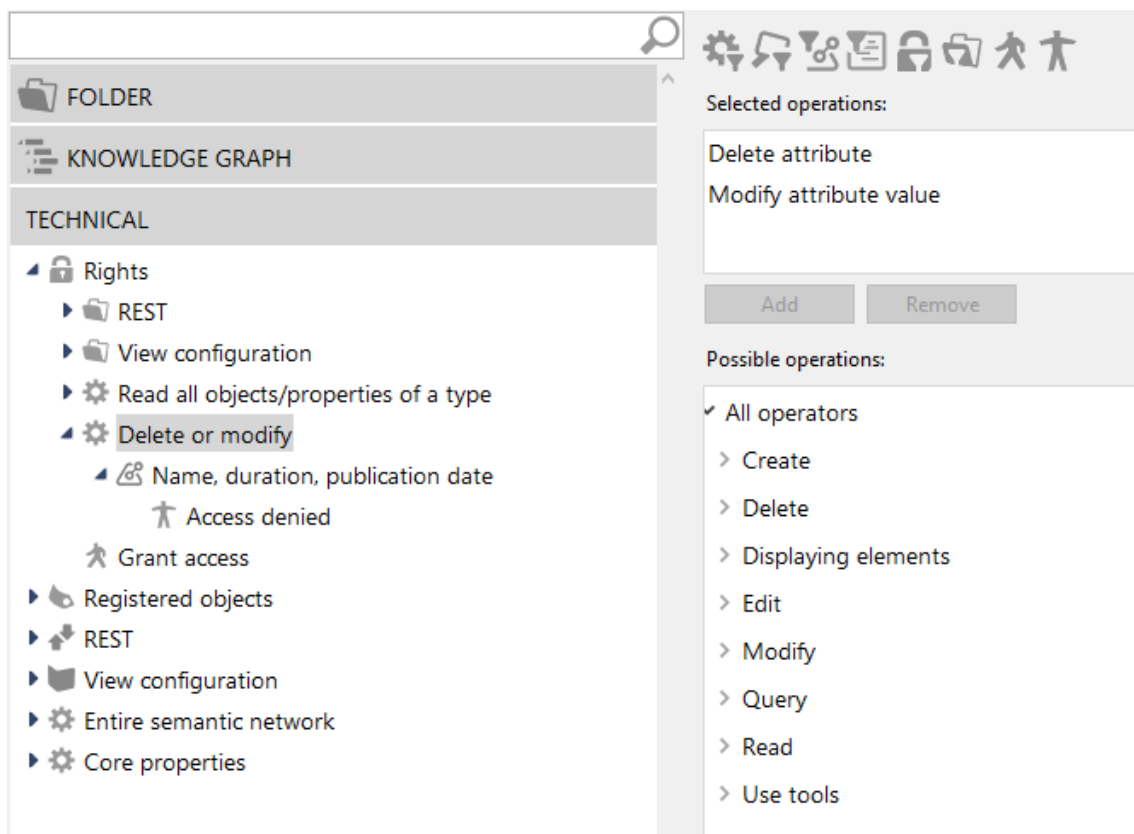 FOLDER
KNOWLEDGE GRAPH
TECHNICAL
Rights
REST
View configuration
Read all objects/properties of a type
Delete or modify
Name, duration, publication date
Access denied
Grant access
Registered objects
REST
View configuration
Entire semantic network
Core properties
Selected operations:
Delete attribute
Modify attribute value
Add Remove
Possible operations:
All operators
Create
Delete
Displaying elements
Edit
Modify
Query
Read
Use tools